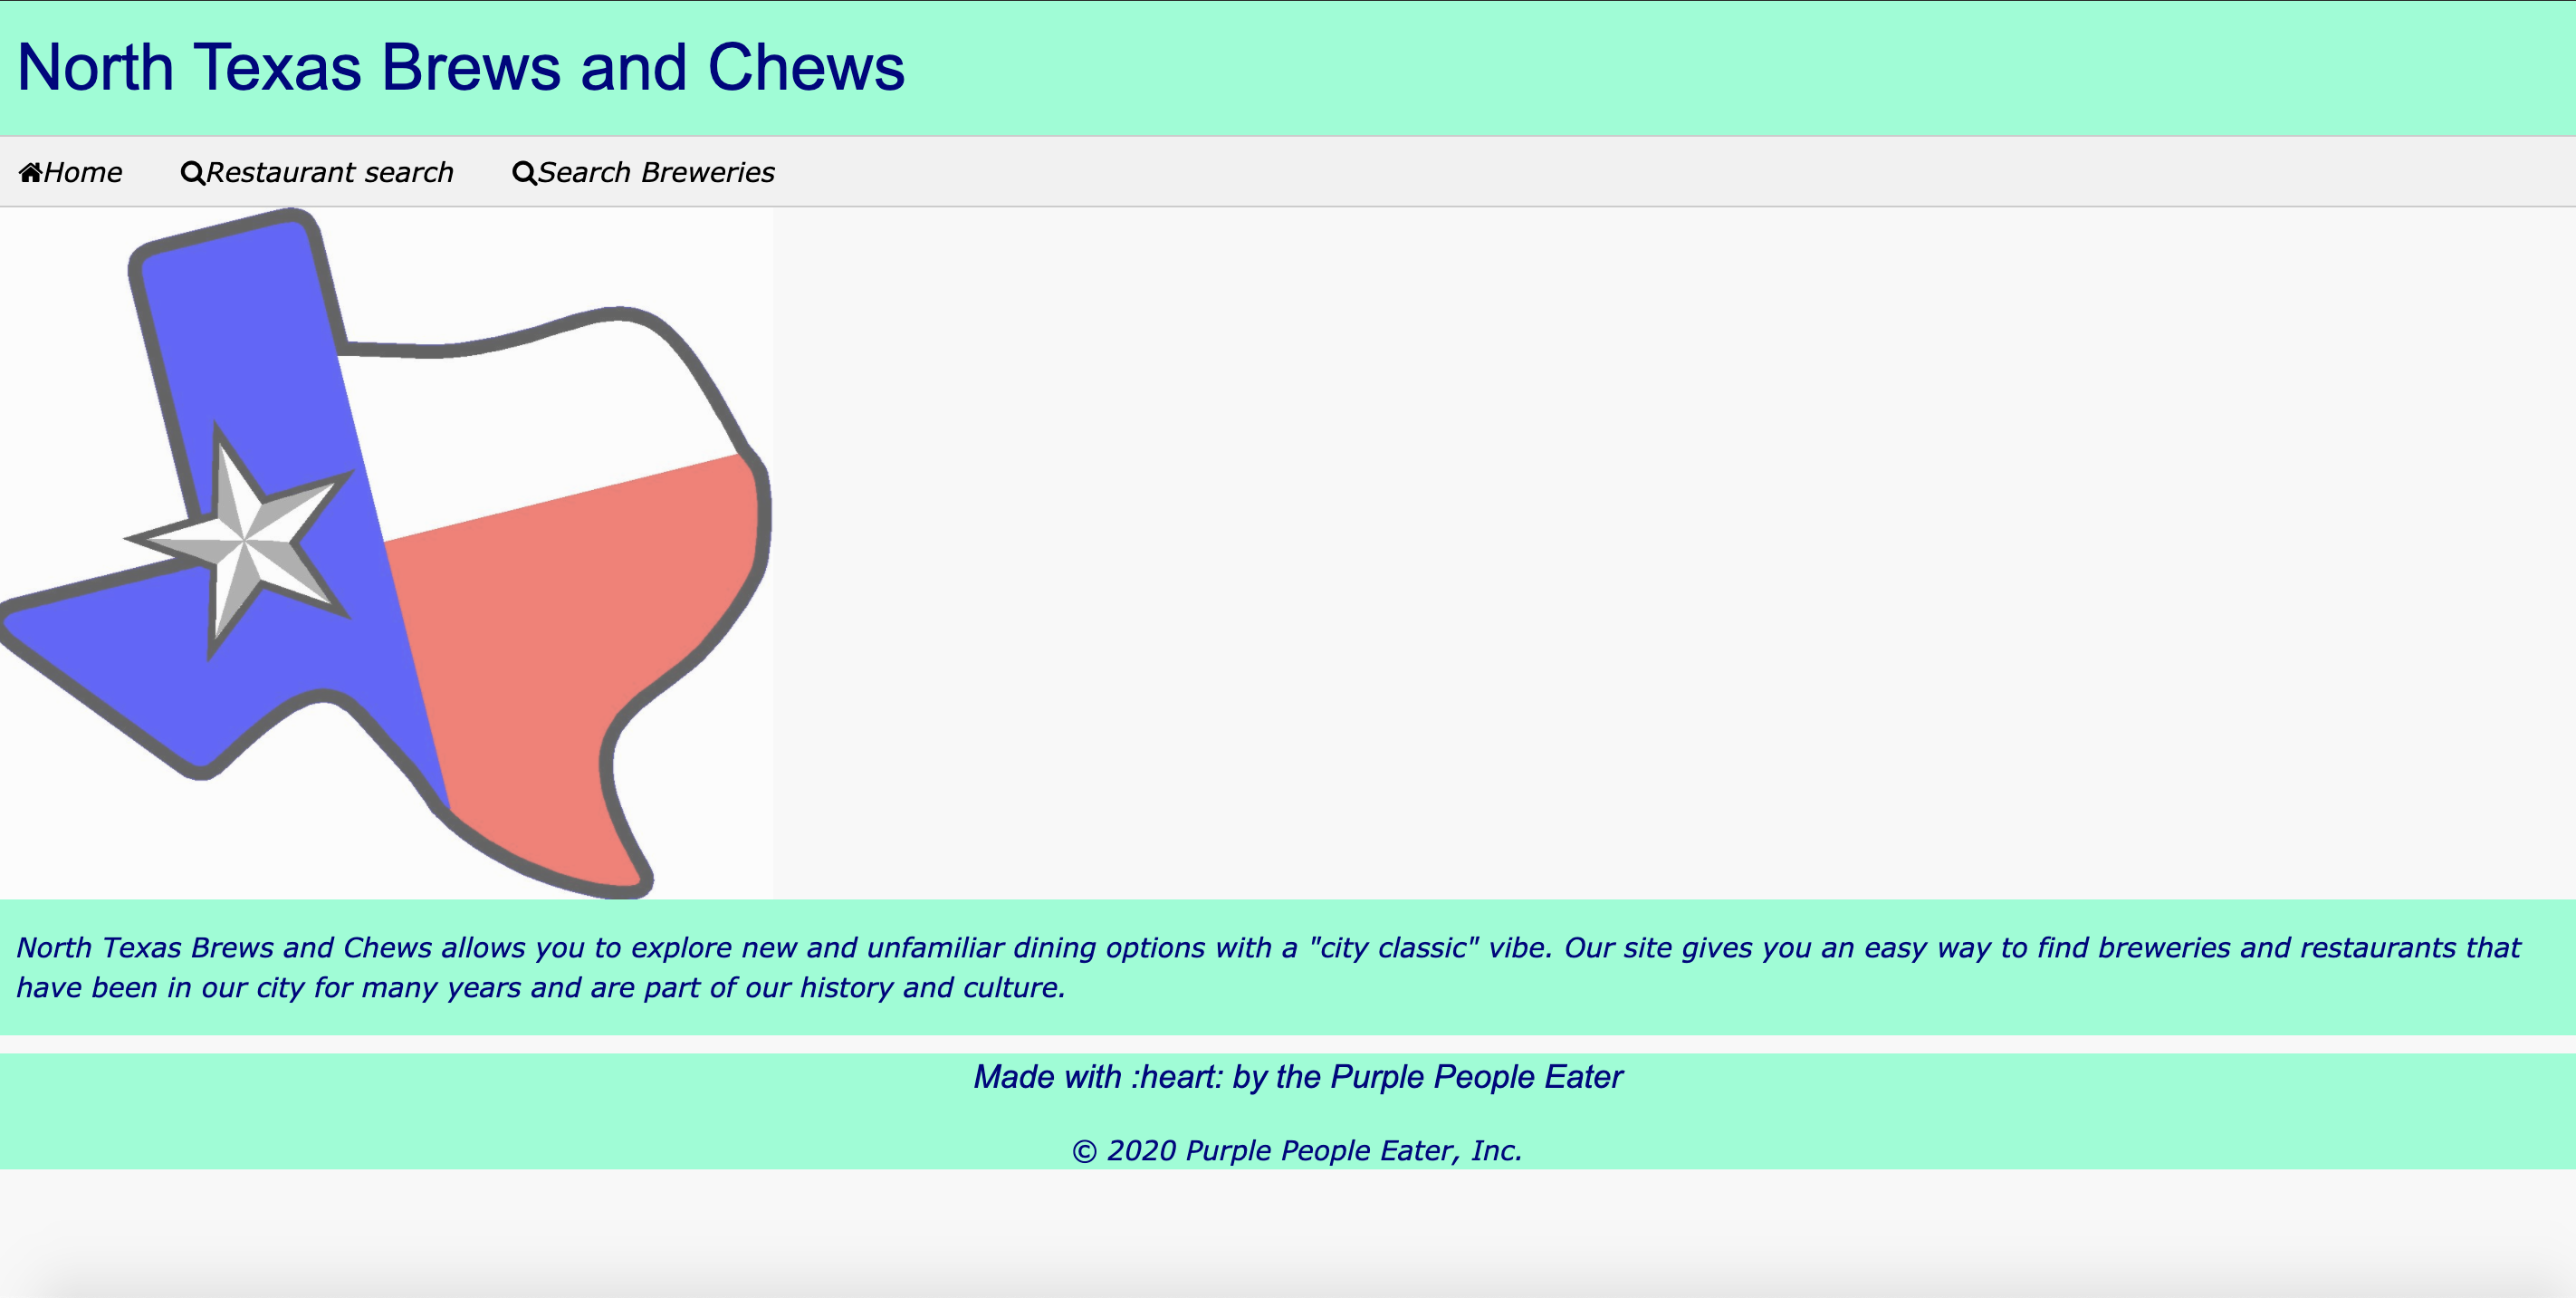 North Texas Brews and Chews
Home Restaurant search Search Breweries
North Texas Brews and Chews allows you to explore new and unfamiliar dining options with a "city classic" vibe. Our site gives you an easy way to find breweries and restaurants that
have been in our city for many years and are part of our history and culture.
Made with :heart: by the Purple People Eater
© 2020 Purple People Eater, Inc.